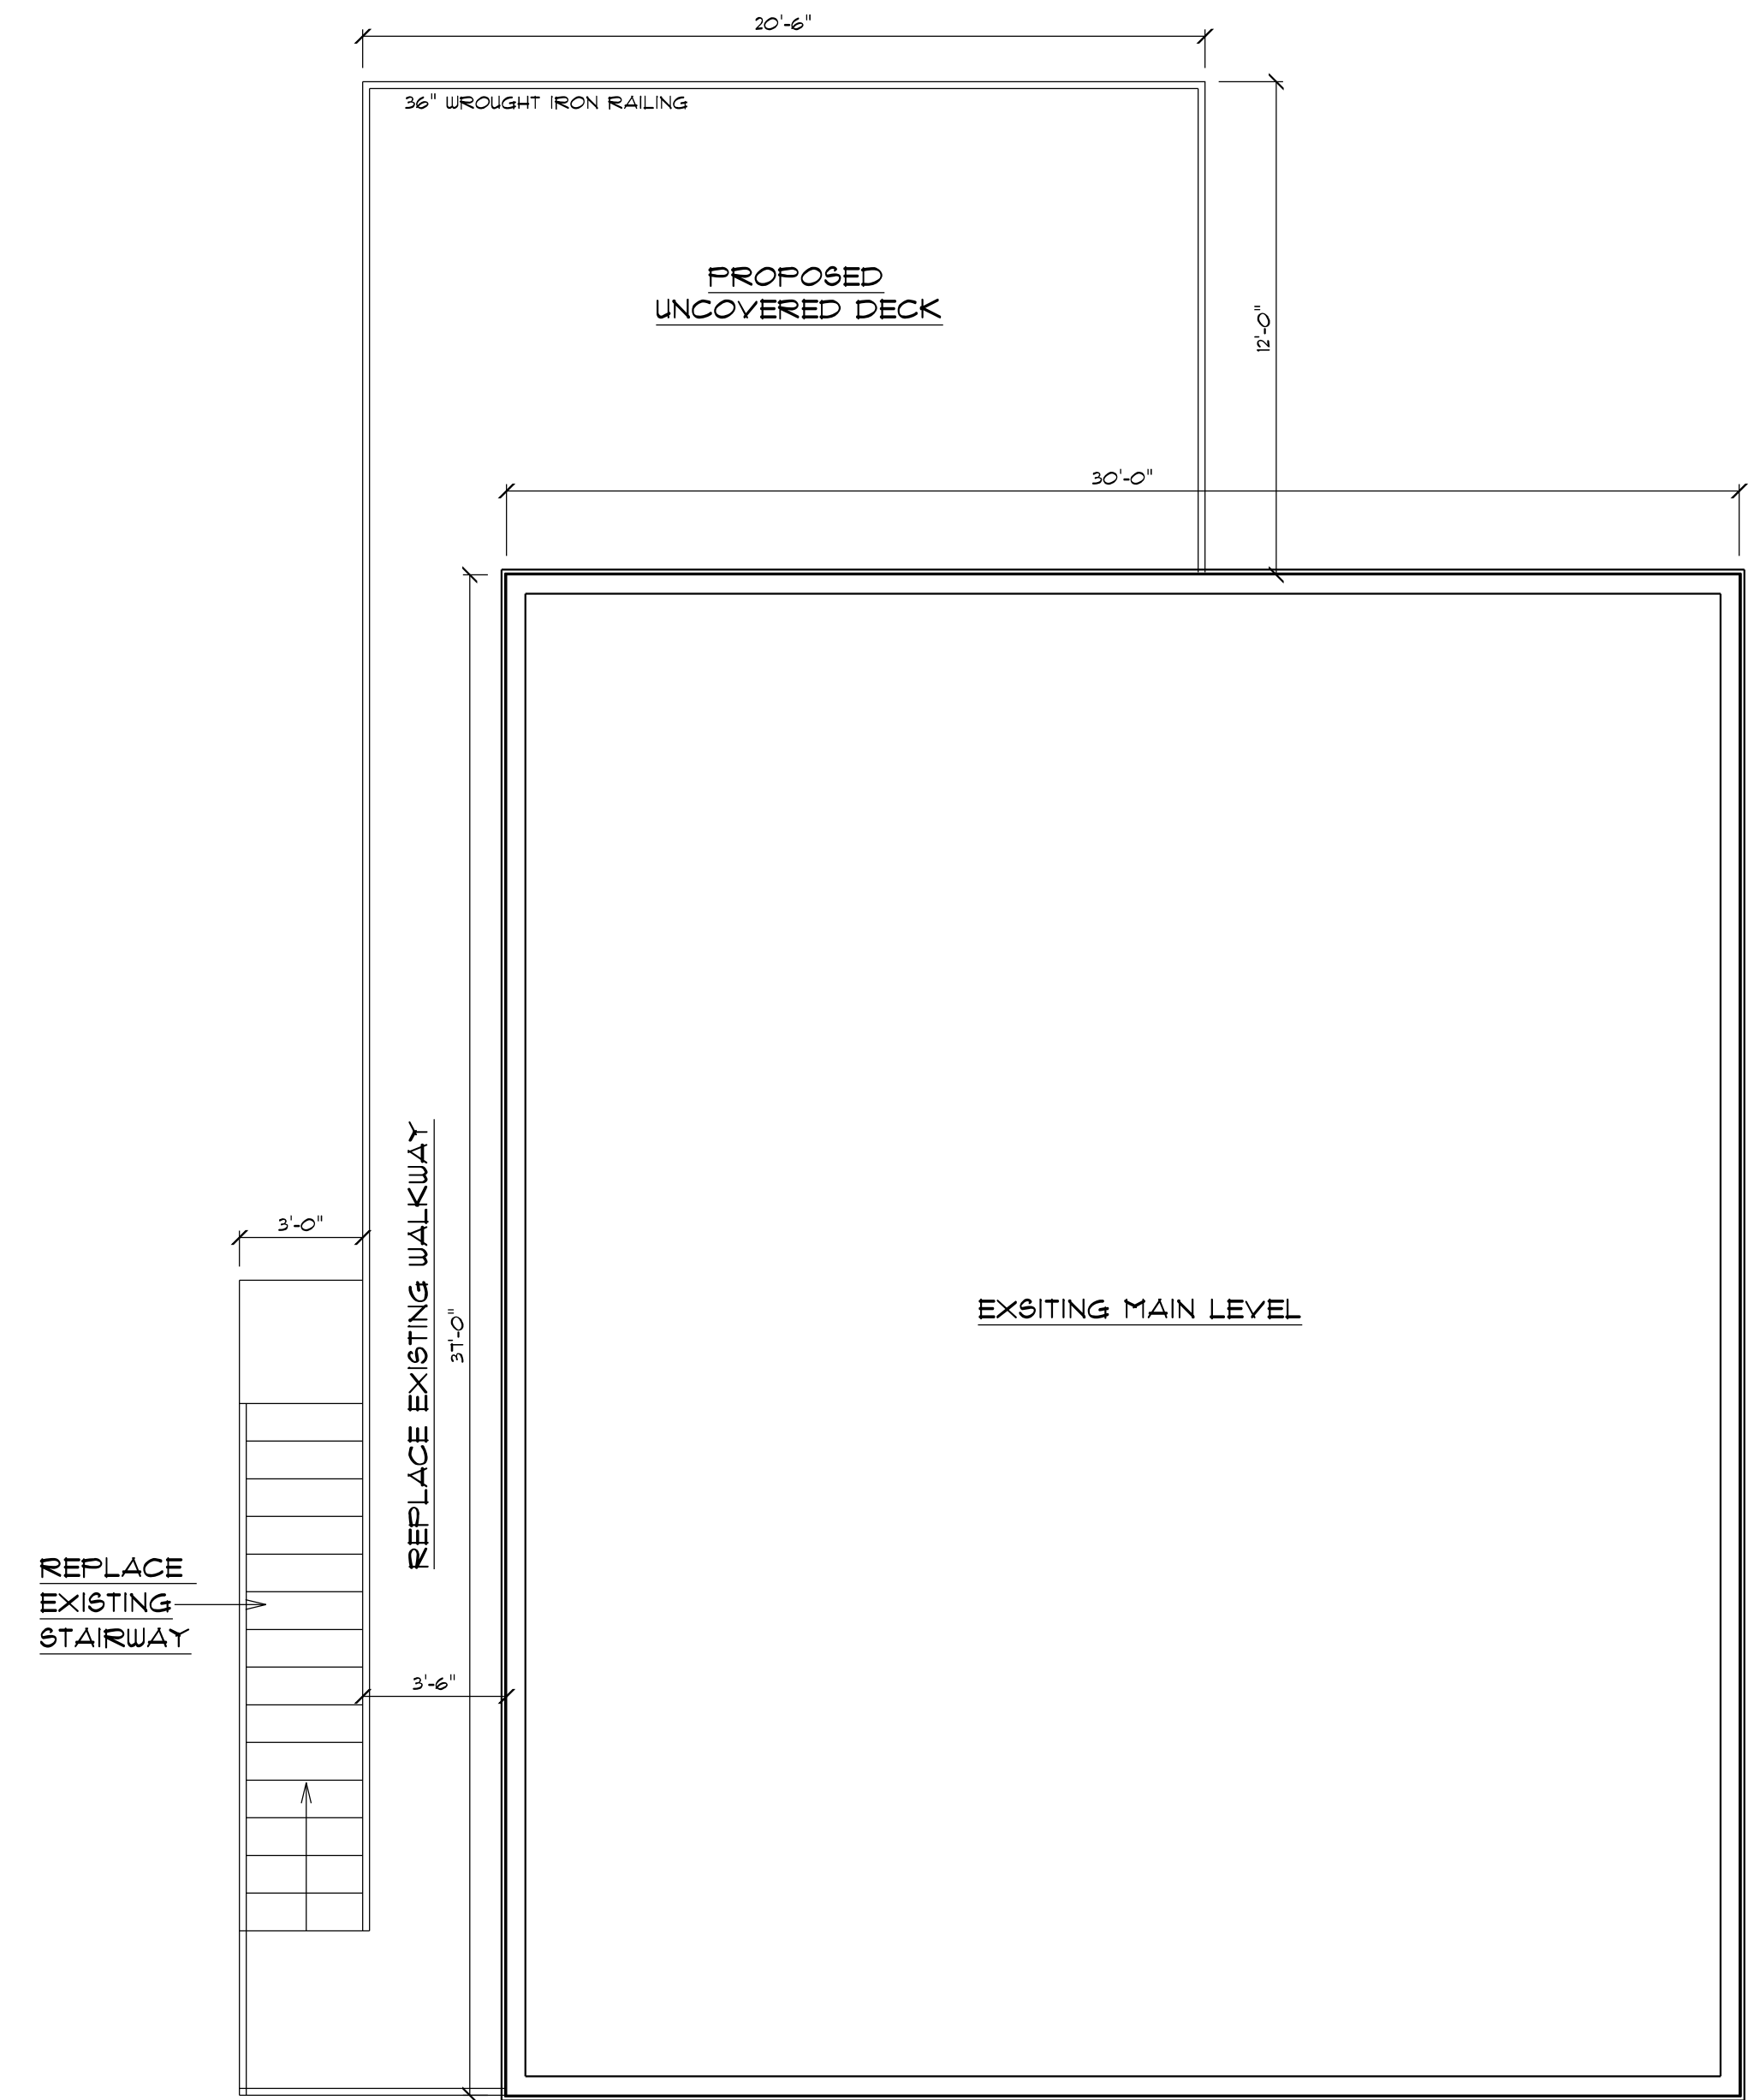 20'-6"
36" WROUGHT IRON RAILING
PROPOSED
UNCOVERED DECK
12'-0"
30'-0"
REPLACE EXISTING WALKWAY
3'-0"
37'-0"
EXSITING MAIN LEVEL
REPLACE
EXISTING
STAIRWAY
3'-6"